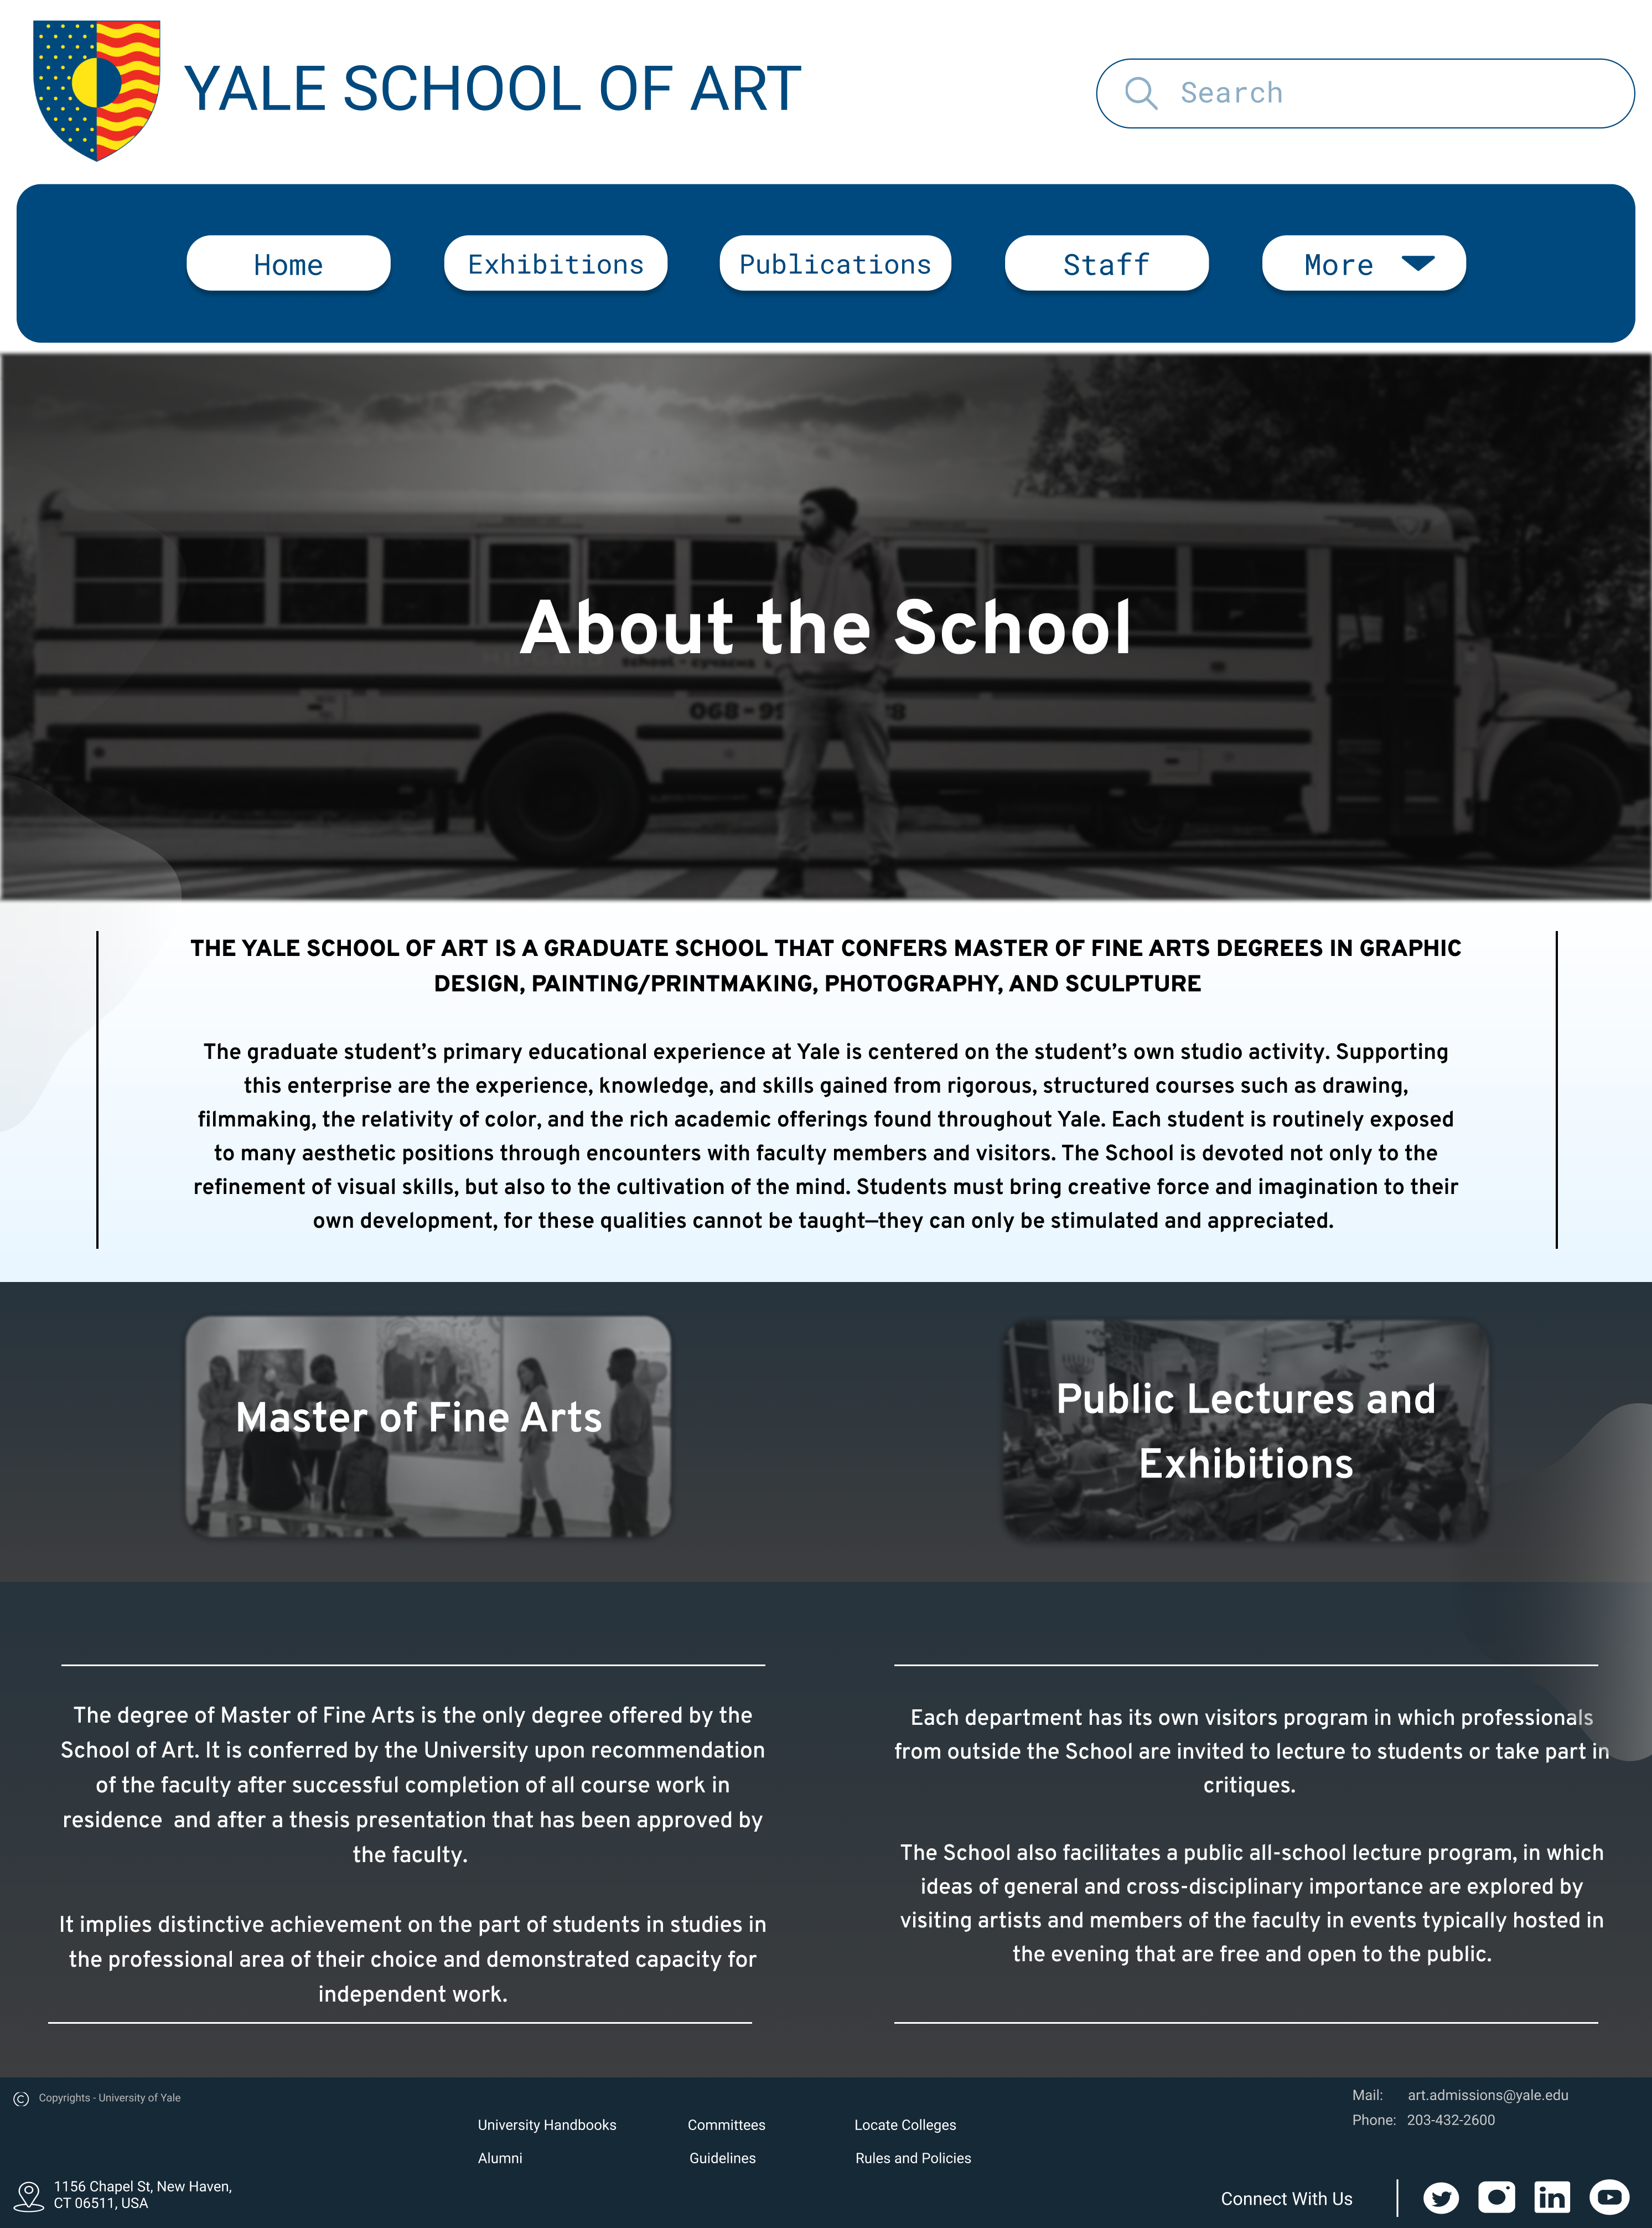 YALE SCHOOL OF ART
Search
Home
Exhibitions
Publications
Staff
More
About the School
school - сучасна
068-99
THE YALE SCHOOL OF ART IS A GRADUATE SCHOOL THAT CONFERS MASTER OF FINE ARTS DEGREES IN GRAPHIC
DESIGN, PAINTING/PRINTMAKING, PHOTOGRAPHY, AND SCULPTURE
The graduate student’s primary educational experience at Yale is centered on the student’s own studio activity. Supporting
this enterprise are the experience, knowledge, and skills gained from rigorous, structured courses such as drawing,
filmmaking, the relativity of color, and the rich academic offerings found throughout Yale. Each student is routinely exposed
to many aesthetic positions through encounters with faculty members and visitors. The School is devoted not only to the
refinement of visual skills, but also to the cultivation of the mind. Students must bring creative force and imagination to their
own development, for these qualities cannot be taught—they can only be stimulated and appreciated.
Master of Fine Arts
Public Lectures and
Exhibitions
The degree of Master of Fine Arts is the only degree offered by the
School of Art. It is conferred by the University upon recommendation
of the faculty after successful completion of all course work in
residence  and after a thesis presentation that has been approved by
the faculty.
It implies distinctive achievement on the part of students in studies in
the professional area of their choice and demonstrated capacity for
independent work.
Each department has its own visitors program in which professionals
from outside the School are invited to lecture to students or take part in
critiques.
The School also facilitates a public all-school lecture program, in which
ideas of general and cross-disciplinary importance are explored by
visiting artists and members of the faculty in events typically hosted in
the evening that are free and open to the public.
© Copyrights - University of Yale
University Handbooks
Committees
Locate Colleges
Alumni
Guidelines
Rules and Policies
Mail: art.admissions@yale.edu
Phone: 203-432-2600
1156 Chapel St, New Haven,
CT 06511, USA
Connect With Us
in